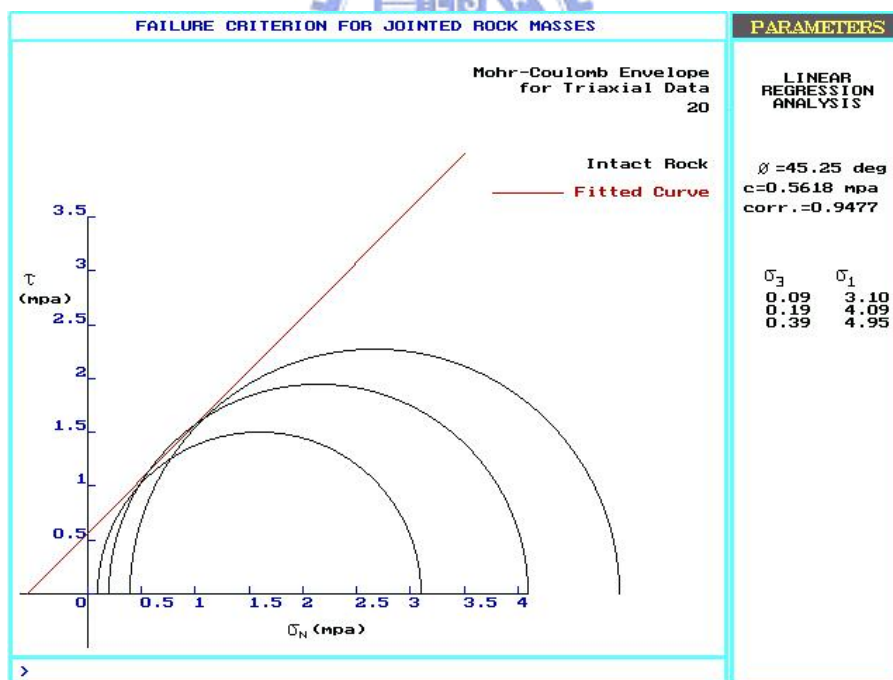 FAILURE CRITERION FOR JOINTED ROCK MASSES
PARAMETERS
Mohr-Coulomb Envelope
for Triaxial Data
20
Intact Rock
Fitted Curve
3.5
3
τ
(mpa)
2.5
2
1.5
1
0.5
0 0.5 1 1.5 2 2.5 3 3.5 4
σN (mpa)
>
LINEAR
REGRESSION
ANALYSIS
Ø =45.25 deg
c=0.5618 mpa
corr.=0.9477
σ3 σ1
0.09 3.10
0.19 4.09
0.39 4.95